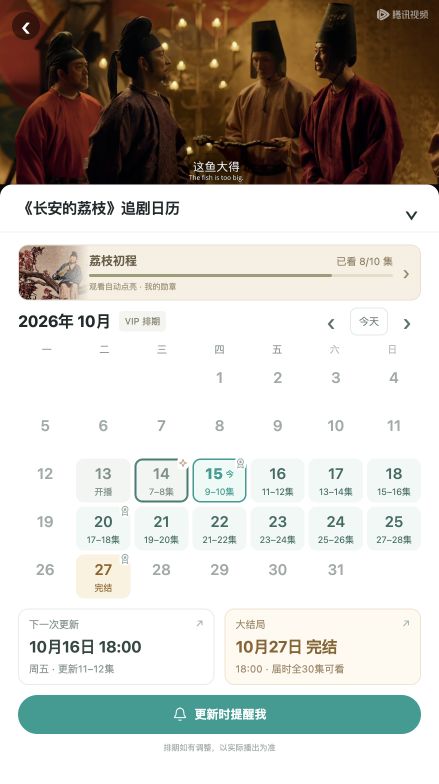 腾讯视频
这鱼大得
The fish is too big.
《长安的荔枝》追剧日历
荔枝初程
已看 8/10 集
观看自动点亮 · 我的勋章
2026年 10月
VIP 排期
今天
一 二 三 四 五 六 日
1 2 3 4
5 6 7 8 9 10 11
12 13 14 15 今 16 17 18
开播 7–8集 9–10集 11–12集 13–14集 15–16集
19 20 21 22 23 24 25
17–18集 19–20集 21–22集 23–24集 25–26集 27–28集
26 27 28 29 30 31
完结
下一次更新
10月16日 18:00
周五 · 更新11–12集
大结局
10月27日 完结
18:00 · 届时全30集可看
更新时提醒我
排期如有调整，以实际播出为准